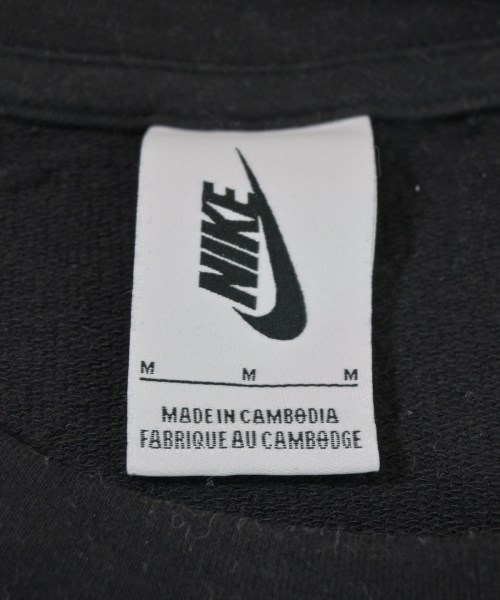 NIKE
M M M
MADE IN CAMBODIA
FABRIQUE AU CAMBODGE